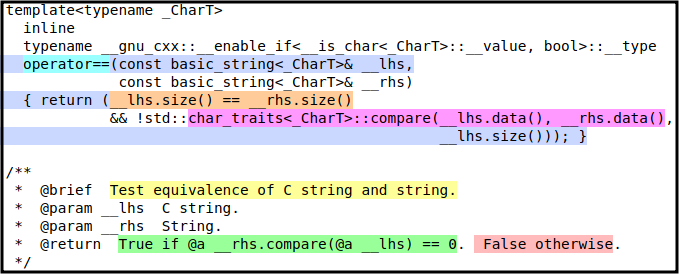 template<typename _CharT>
inline
typename __gnu_cxx::__enable_if<__is_char<_CharT>::__value, bool>::__type
operator==(const basic_string<_CharT>& __lhs,
const basic_string<_CharT>& __rhs)
{ return (__lhs.size() == __rhs.size()
&& !std::char_traits<_CharT>::compare(__lhs.data(), __rhs.data(),
__lhs.size())); }
/**
* @brief Test equivalence of C string and string.
* @param __lhs C string.
* @param __rhs String.
* @return True if @a __rhs.compare(@a __lhs) == 0. False otherwise.
*/